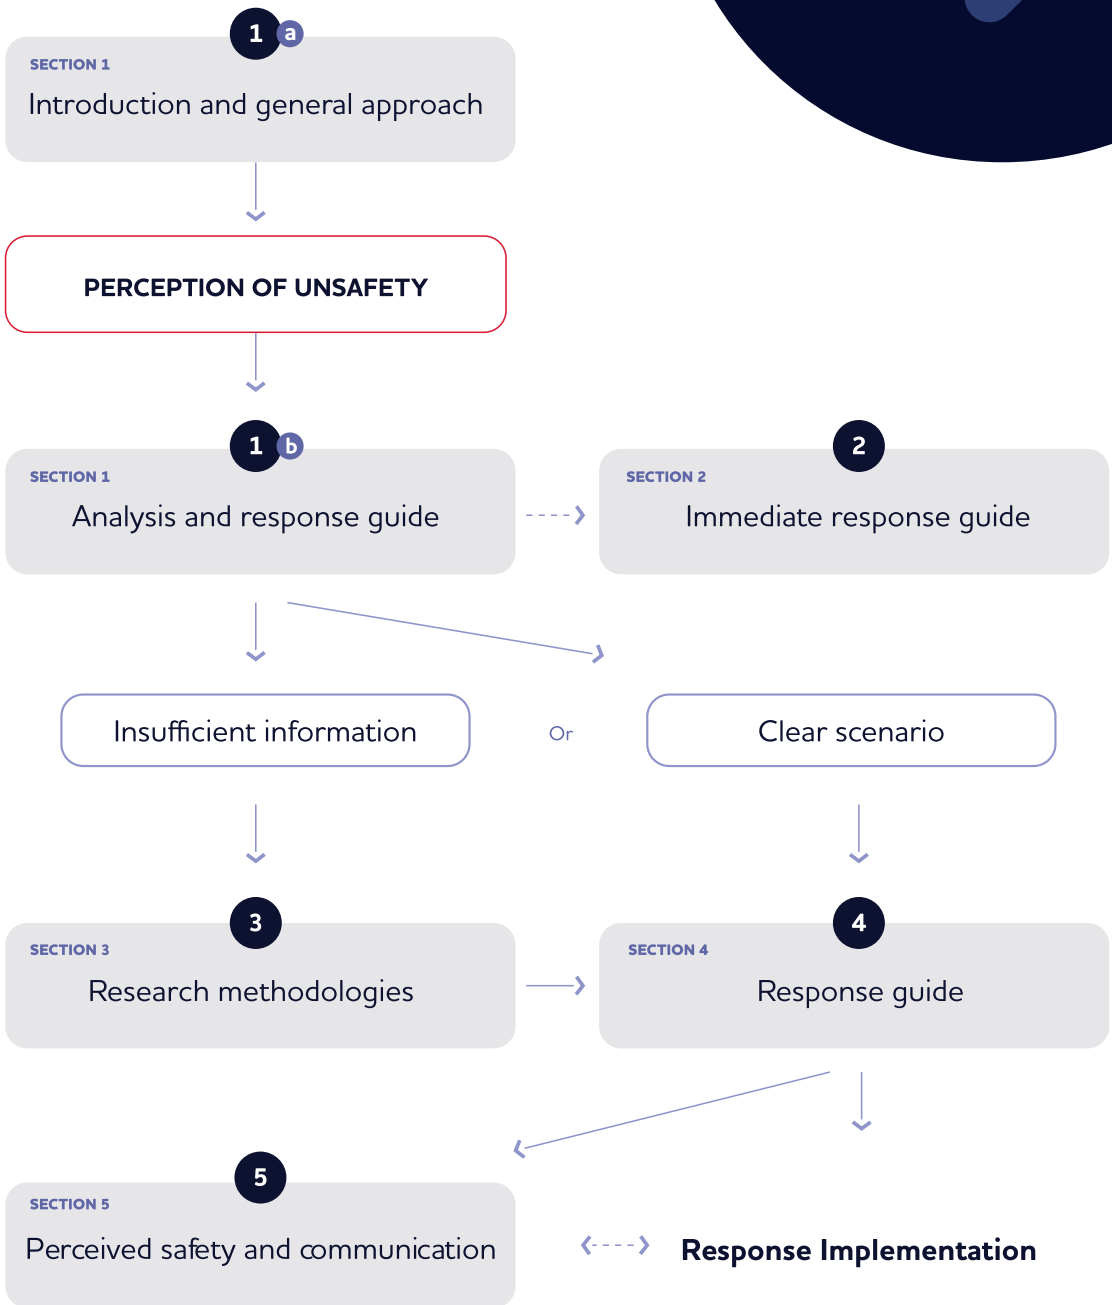 1 a
SECTION 1
Introduction and general approach
PERCEPTION OF UNSAFETY
1 b
SECTION 1
Analysis and response guide
2
SECTION 2
Immediate response guide
Insufficient information
Or
Clear scenario
3
SECTION 3
Research methodologies
4
SECTION 4
Response guide
5
SECTION 5
Perceived safety and communication
Response Implementation